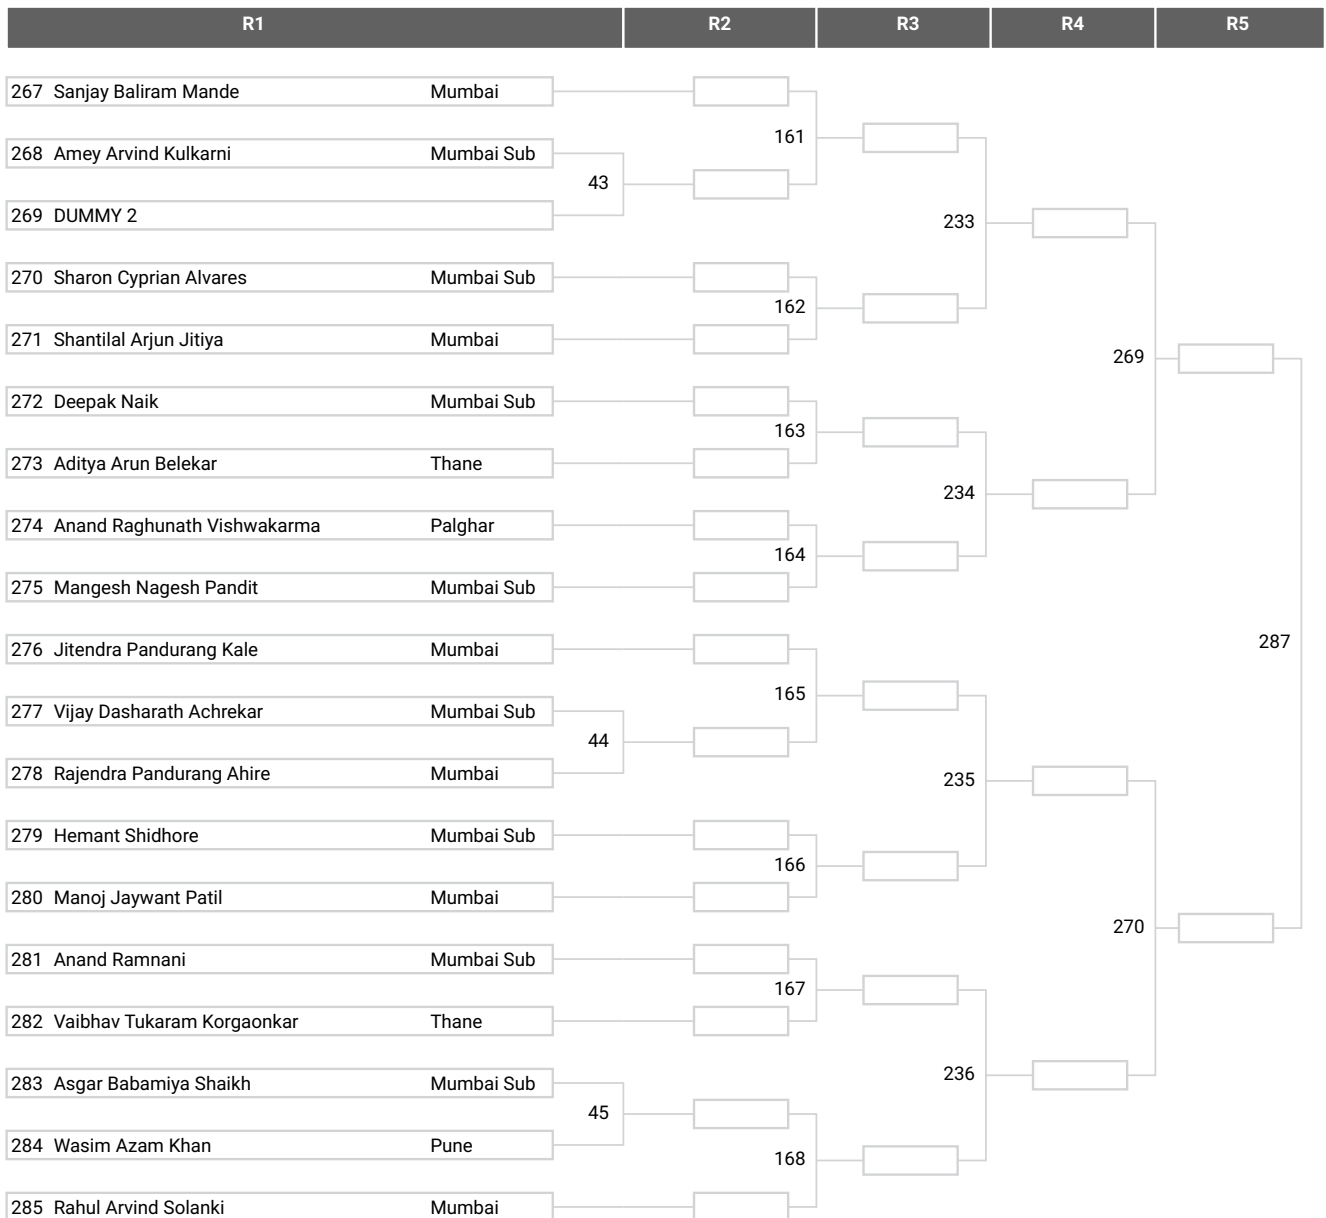 R1 R2 R3 R4 R5
267 Sanjay Baliram Mande Mumbai
161
268 Amey Arvind Kulkarni Mumbai Sub
43
269 DUMMY 2
233
270 Sharon Cyprian Alvares Mumbai Sub
162
271 Shantilal Arjun Jitiya Mumbai
269
272 Deepak Naik Mumbai Sub
163
273 Aditya Arun Belekar Thane
234
274 Anand Raghunath Vishwakarma Palghar
164
275 Mangesh Nagesh Pandit Mumbai Sub
287
276 Jitendra Pandurang Kale Mumbai
165
277 Vijay Dasharath Achrekar Mumbai Sub
44
278 Rajendra Pandurang Ahire Mumbai
235
279 Hemant Shidhore Mumbai Sub
166
280 Manoj Jaywant Patil Mumbai
270
281 Anand Ramnani Mumbai Sub
167
282 Vaibhav Tukaram Korgaonkar Thane
236
283 Asgar Babamiya Shaikh Mumbai Sub
45
284 Wasim Azam Khan Pune
168
285 Rahul Arvind Solanki Mumbai